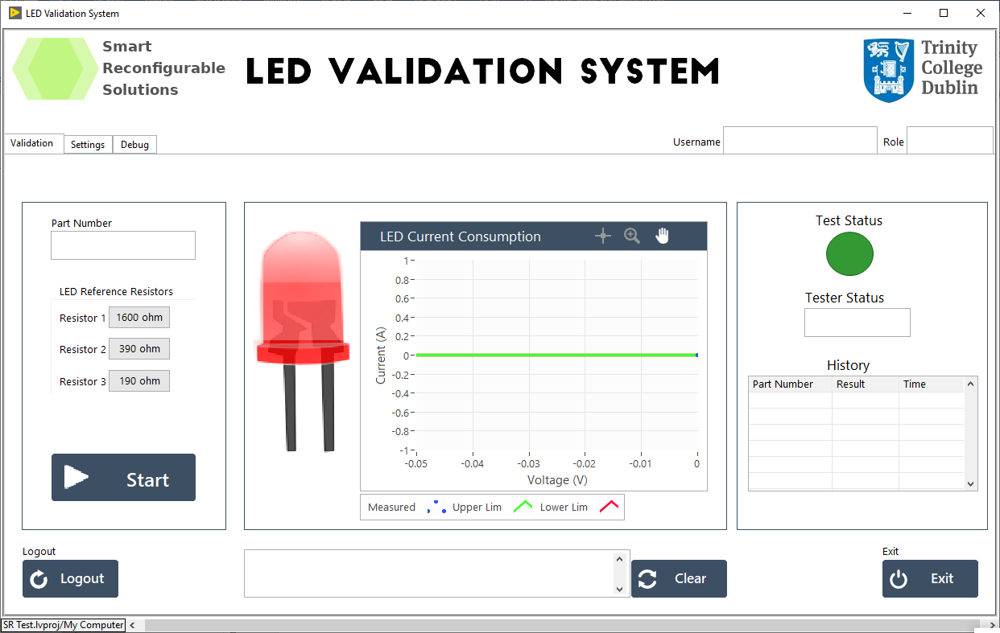 LED Validation System
Smart
Reconfigurable
Solutions
LED VALIDATION SYSTEM
Trinity
College
Dublin
Validation
Settings
Debug
Username
Role
Part Number
LED Reference Resistors
Resistor 1 1600 ohm
Resistor 2 390 ohm
Resistor 3 190 ohm
Start
LED Current Consumption
Current (A)
1
0.8
0.6
0.4
0.2
0
-0.2
-0.4
-0.6
-0.8
-1
-0.05 -0.04 -0.03 -0.02 -0.01 0
Voltage (V)
Measured Upper Lim Lower Lim
Test Status
Tester Status
History
Part Number Result Time
Logout
Logout
Clear
Exit
Exit
SR Test.lvproj/My Computer